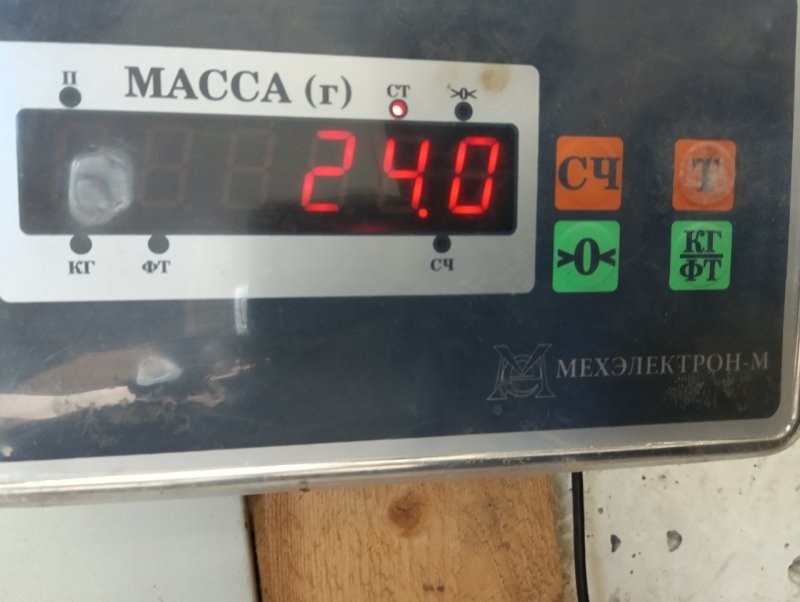 П МАССА (г) СТ >0<
24.0
КГ ФТ СЧ
СЧ Т
>0< КГ
ФТ
МЕХЭЛЕКТРОН-М